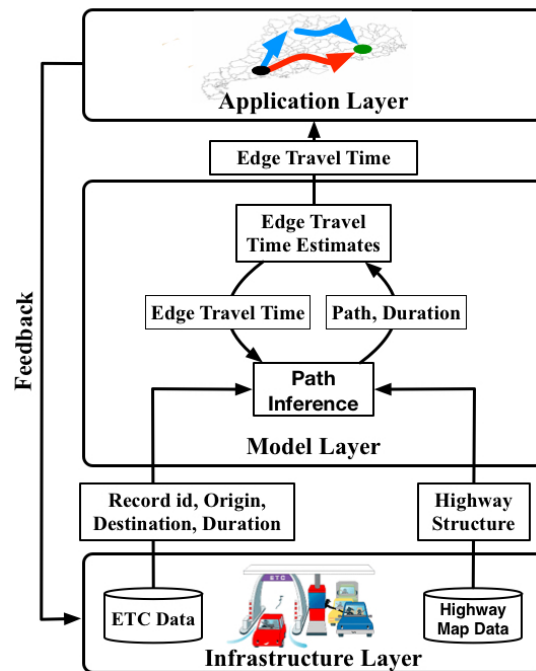 Application Layer
Edge Travel Time
Edge Travel
Time Estimates
Edge Travel Time
Path, Duration
Feedback
Path
Inference
Model Layer
Record id, Origin,
Destination, Duration
Highway
Structure
ETC
ETC Data
Highway
Map Data
Infrastructure Layer